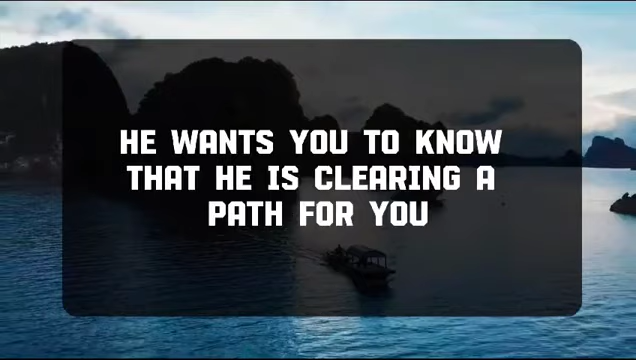 HE WANTS YOU TO KNOW
THAT HE IS CLEARING A
PATH FOR YOU